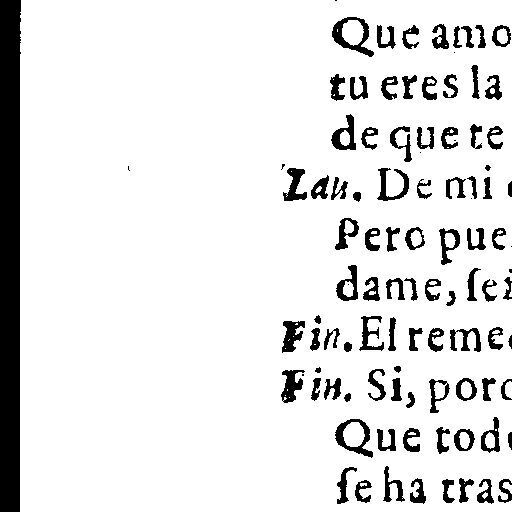 Que amo
tu eres la
de que te
Lau. De mi
Pero pue
dame, ſei
Fin. El reme
Fin. Si, porq
Que tod
ſe ha tras